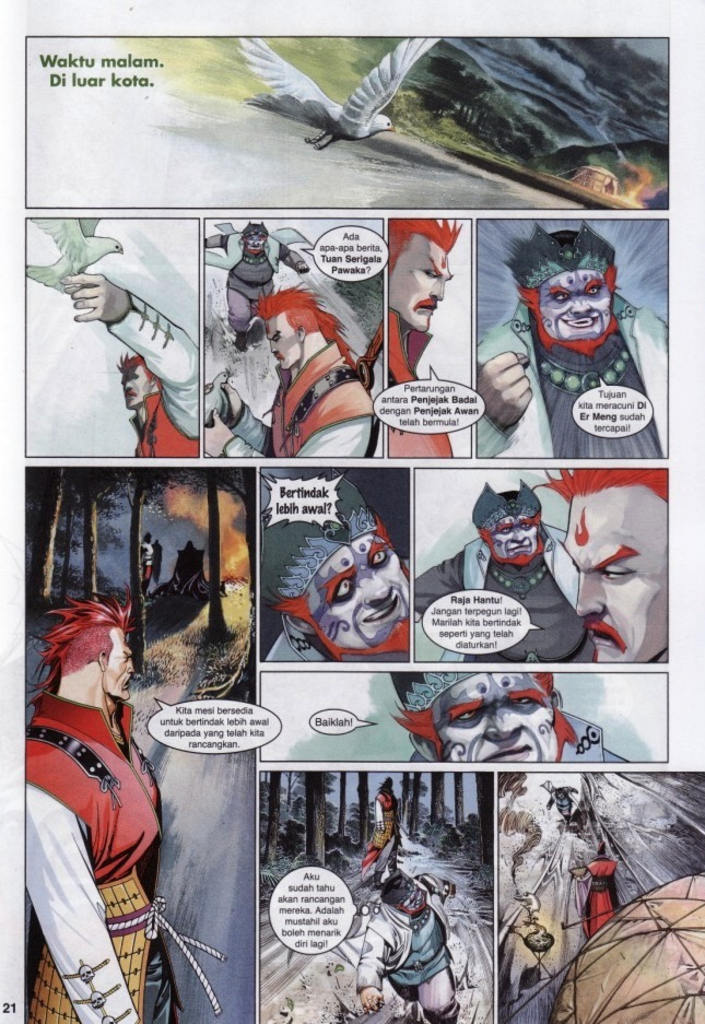 Waktu malam.
Di luar kota.
Ada
apa-apa berita,
Tuan Serigala
Pawaka?
Pertarungan
antara Penjejak Badai
dengan Penjejak Awan
telah bermula!
Tujuan
kita meracuni Di
Er Meng sudah
tercapai!
Kita mesi bersedia
untuk bertindak lebih awal
daripada yang telah kita
rancangkan.
Bertindak
lebih awal?
Raja Hantu!
Jangan terpegun lagi!
Marilah kita bertindak
seperti yang telah
diaturkan!
Baiklah!
Aku
sudah tahu
akan rancangan
mereka. Adalah
mustahil aku
boleh menarik
diri lagi!
21